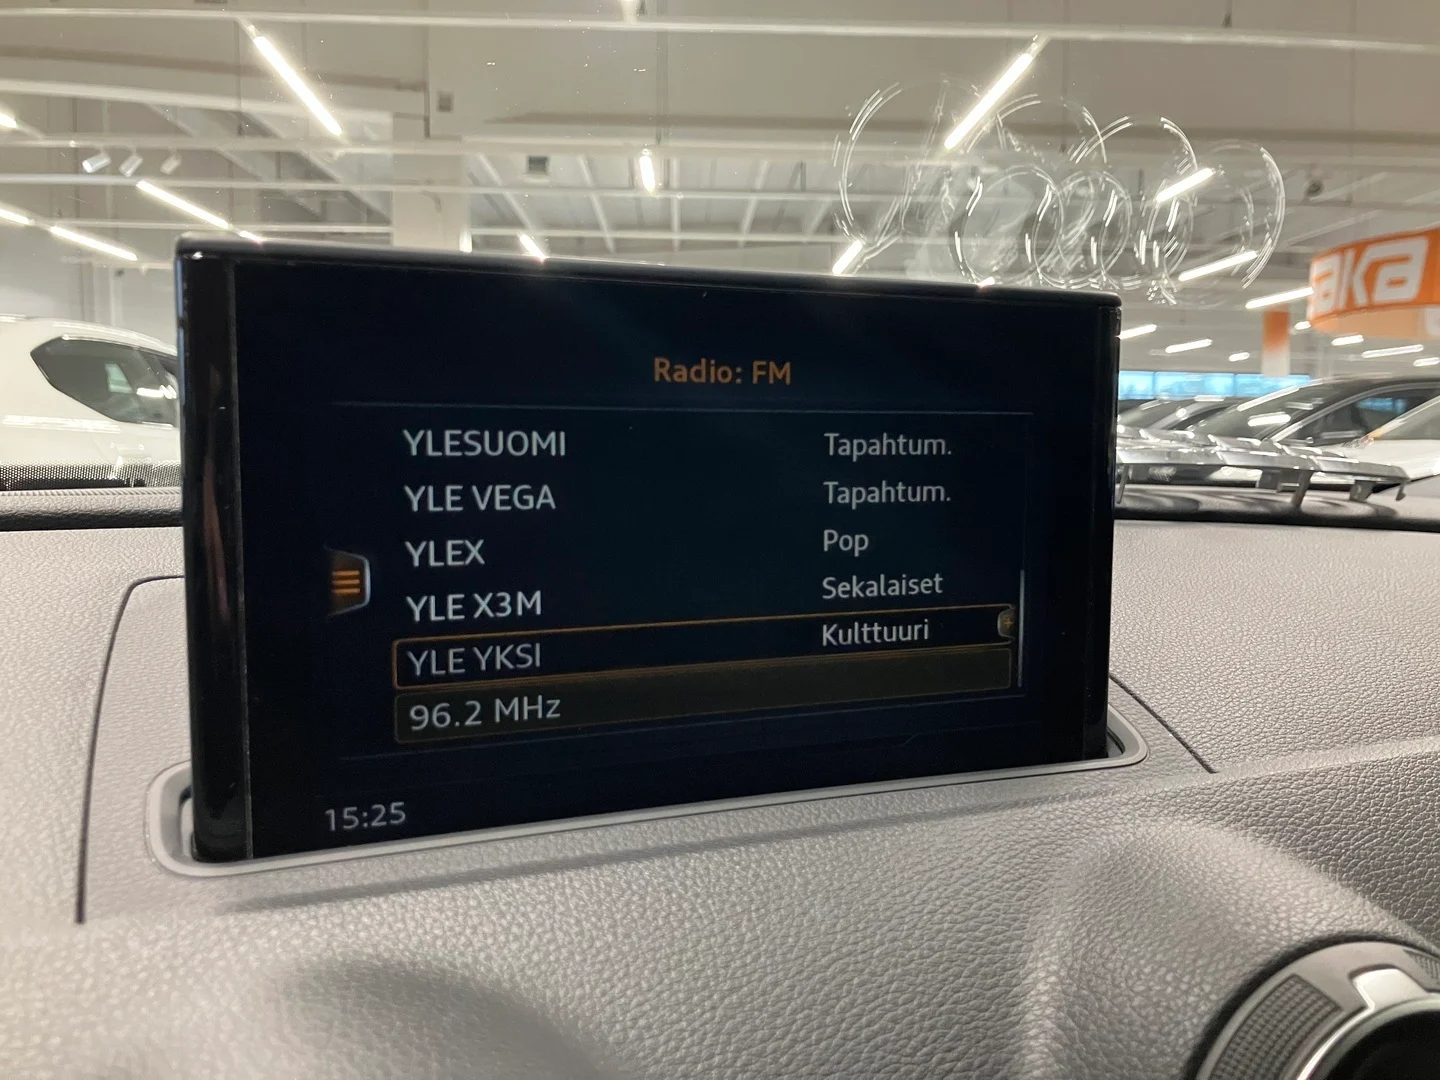 aka
Radio: FM
YLESUOMI Tapahtum.
YLE VEGA Tapahtum.
YLEX Pop
YLE X3M Sekalaiset
YLE YKSI Kulttuuri
96.2 MHz
15:25